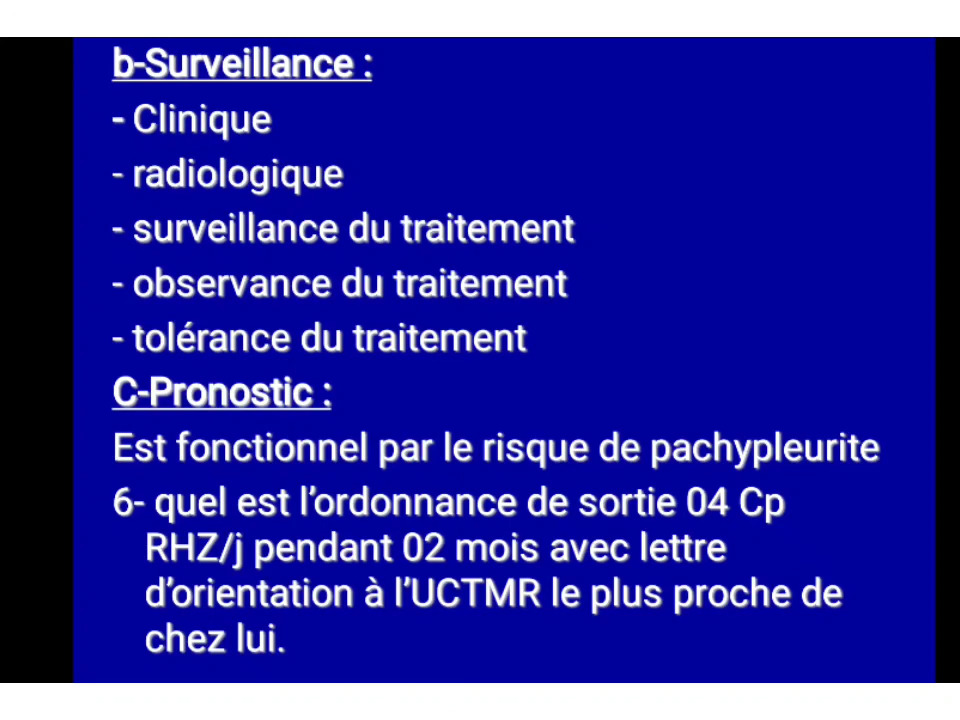 b-Surveillance :
- Clinique
- radiologique
- surveillance du traitement
- observance du traitement
- tolérance du traitement
C-Pronostic :
Est fonctionnel par le risque de pachypleurite
6- quel est l’ordonnance de sortie 04 Cp
RHZ/j pendant 02 mois avec lettre
d’orientation à l’UCTMR le plus proche de
chez lui.